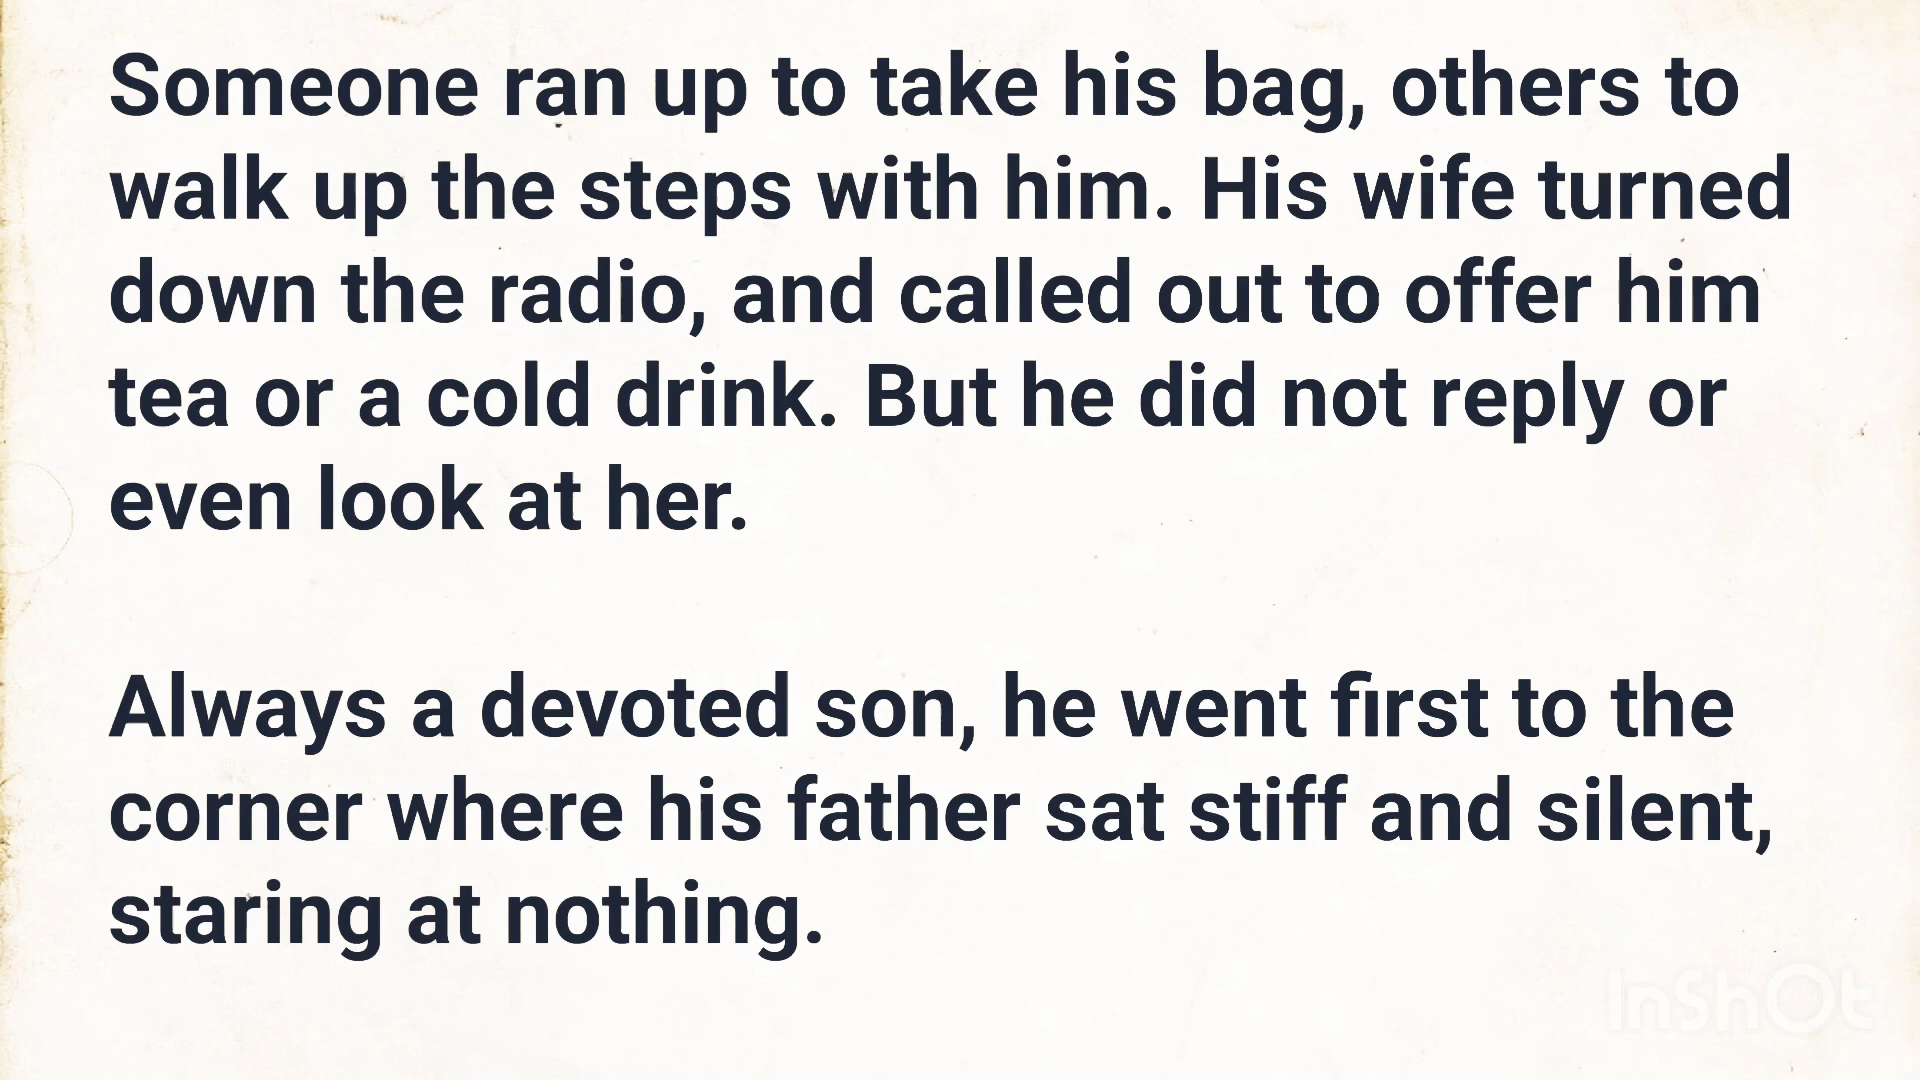 Someone ran up to take his bag, others to
walk up the steps with him. His wife turned
down the radio, and called out to offer him
tea or a cold drink. But he did not reply or
even look at her.
Always a devoted son, he went first to the
corner where his father sat stiff and silent,
staring at nothing.
InShOt